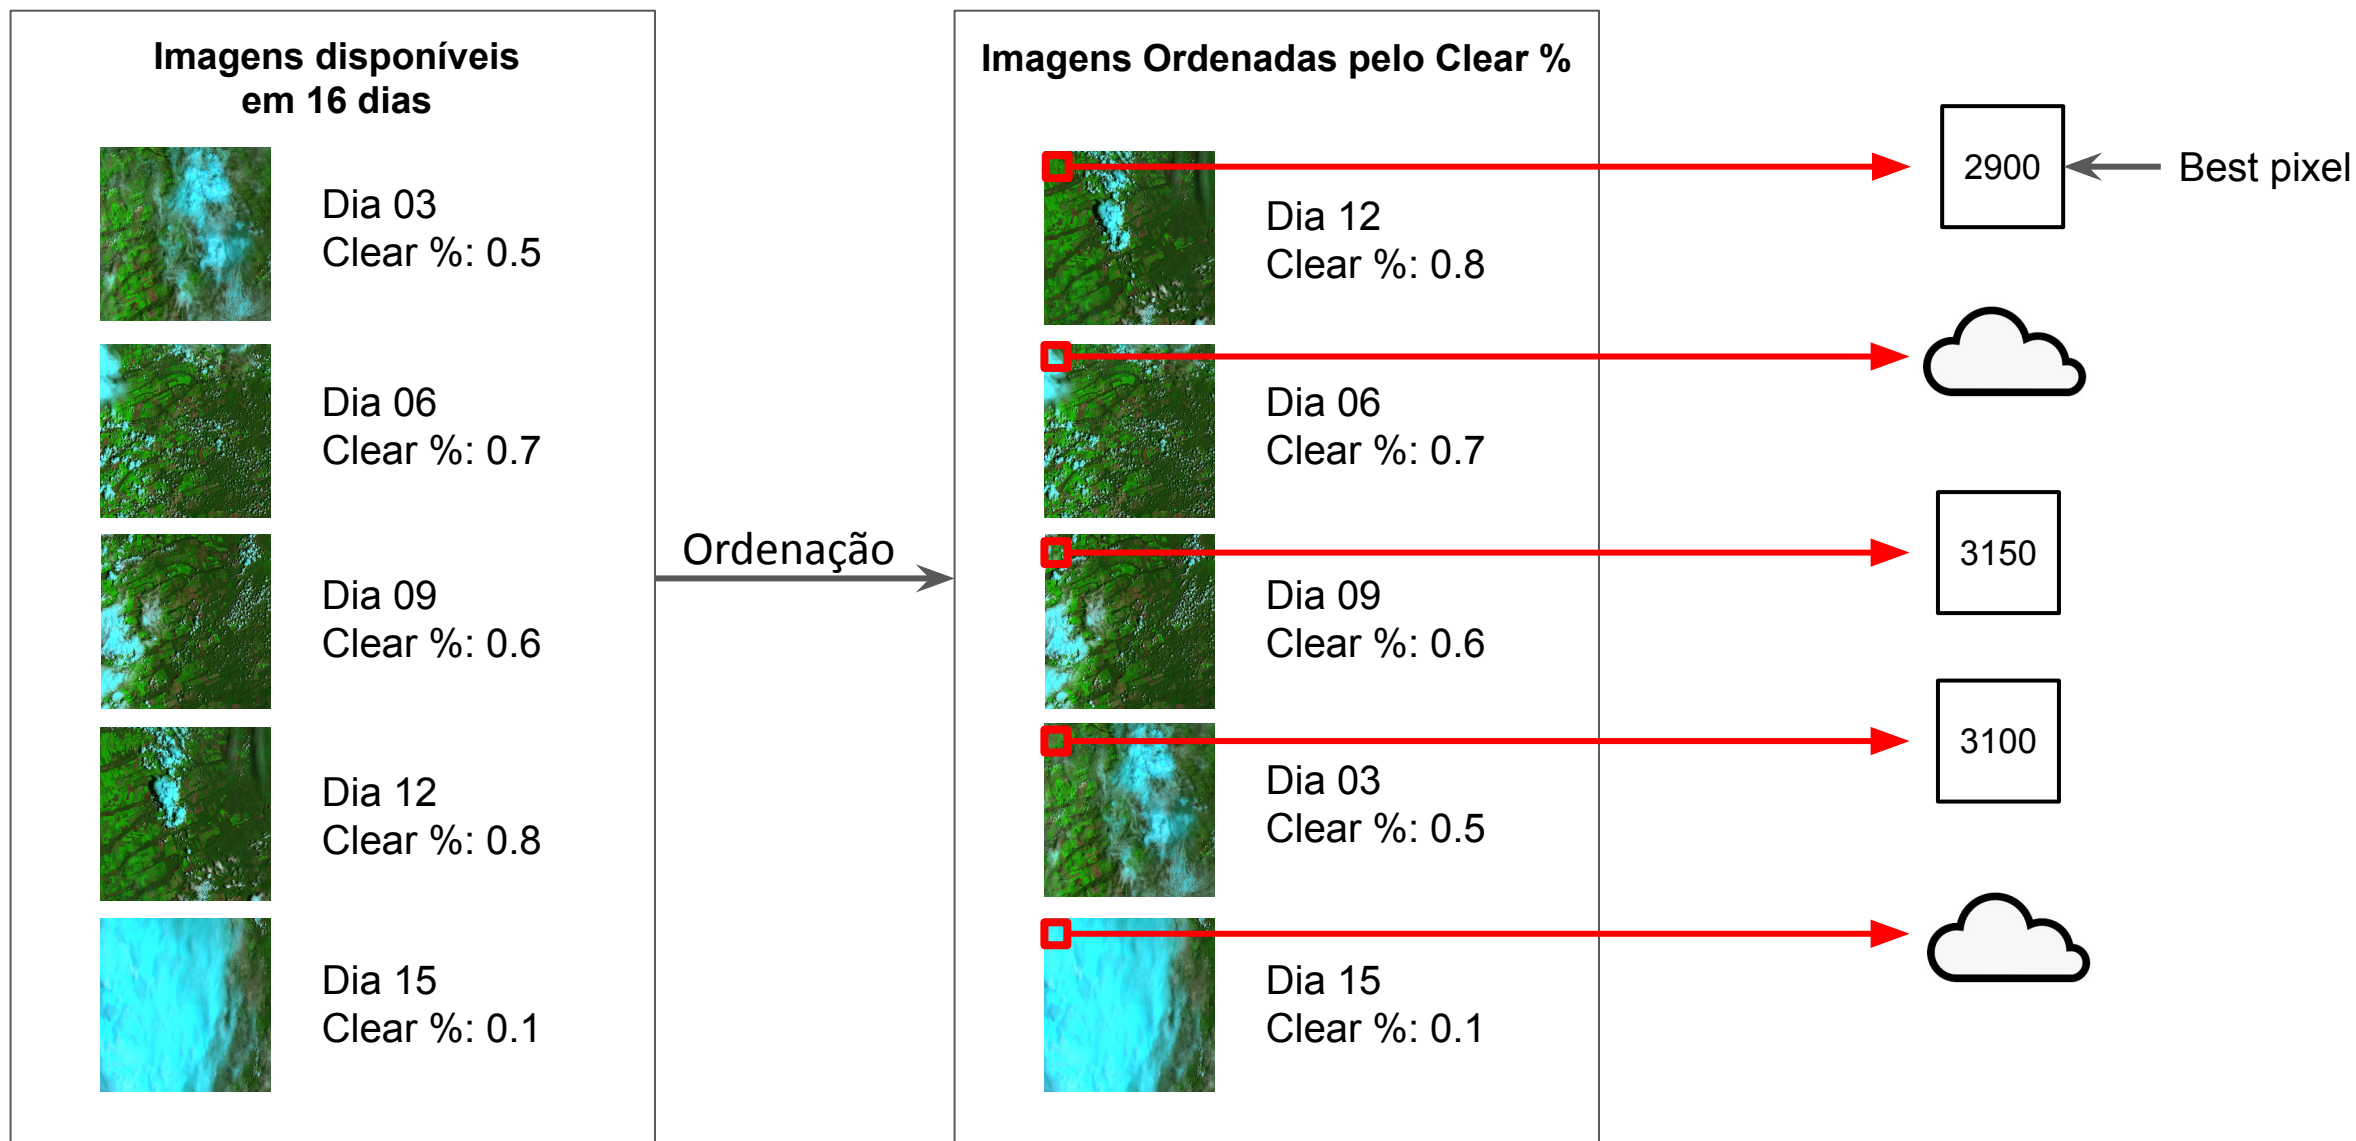 Imagens disponíveis
em 16 dias
Dia 03
Clear %: 0.5
Dia 06
Clear %: 0.7
Dia 09
Clear %: 0.6
Dia 12
Clear %: 0.8
Dia 15
Clear %: 0.1
Ordenação
Imagens Ordenadas pelo Clear %
Dia 12
Clear %: 0.8
Dia 06
Clear %: 0.7
Dia 09
Clear %: 0.6
Dia 03
Clear %: 0.5
Dia 15
Clear %: 0.1
2900
Best pixel
3150
3100